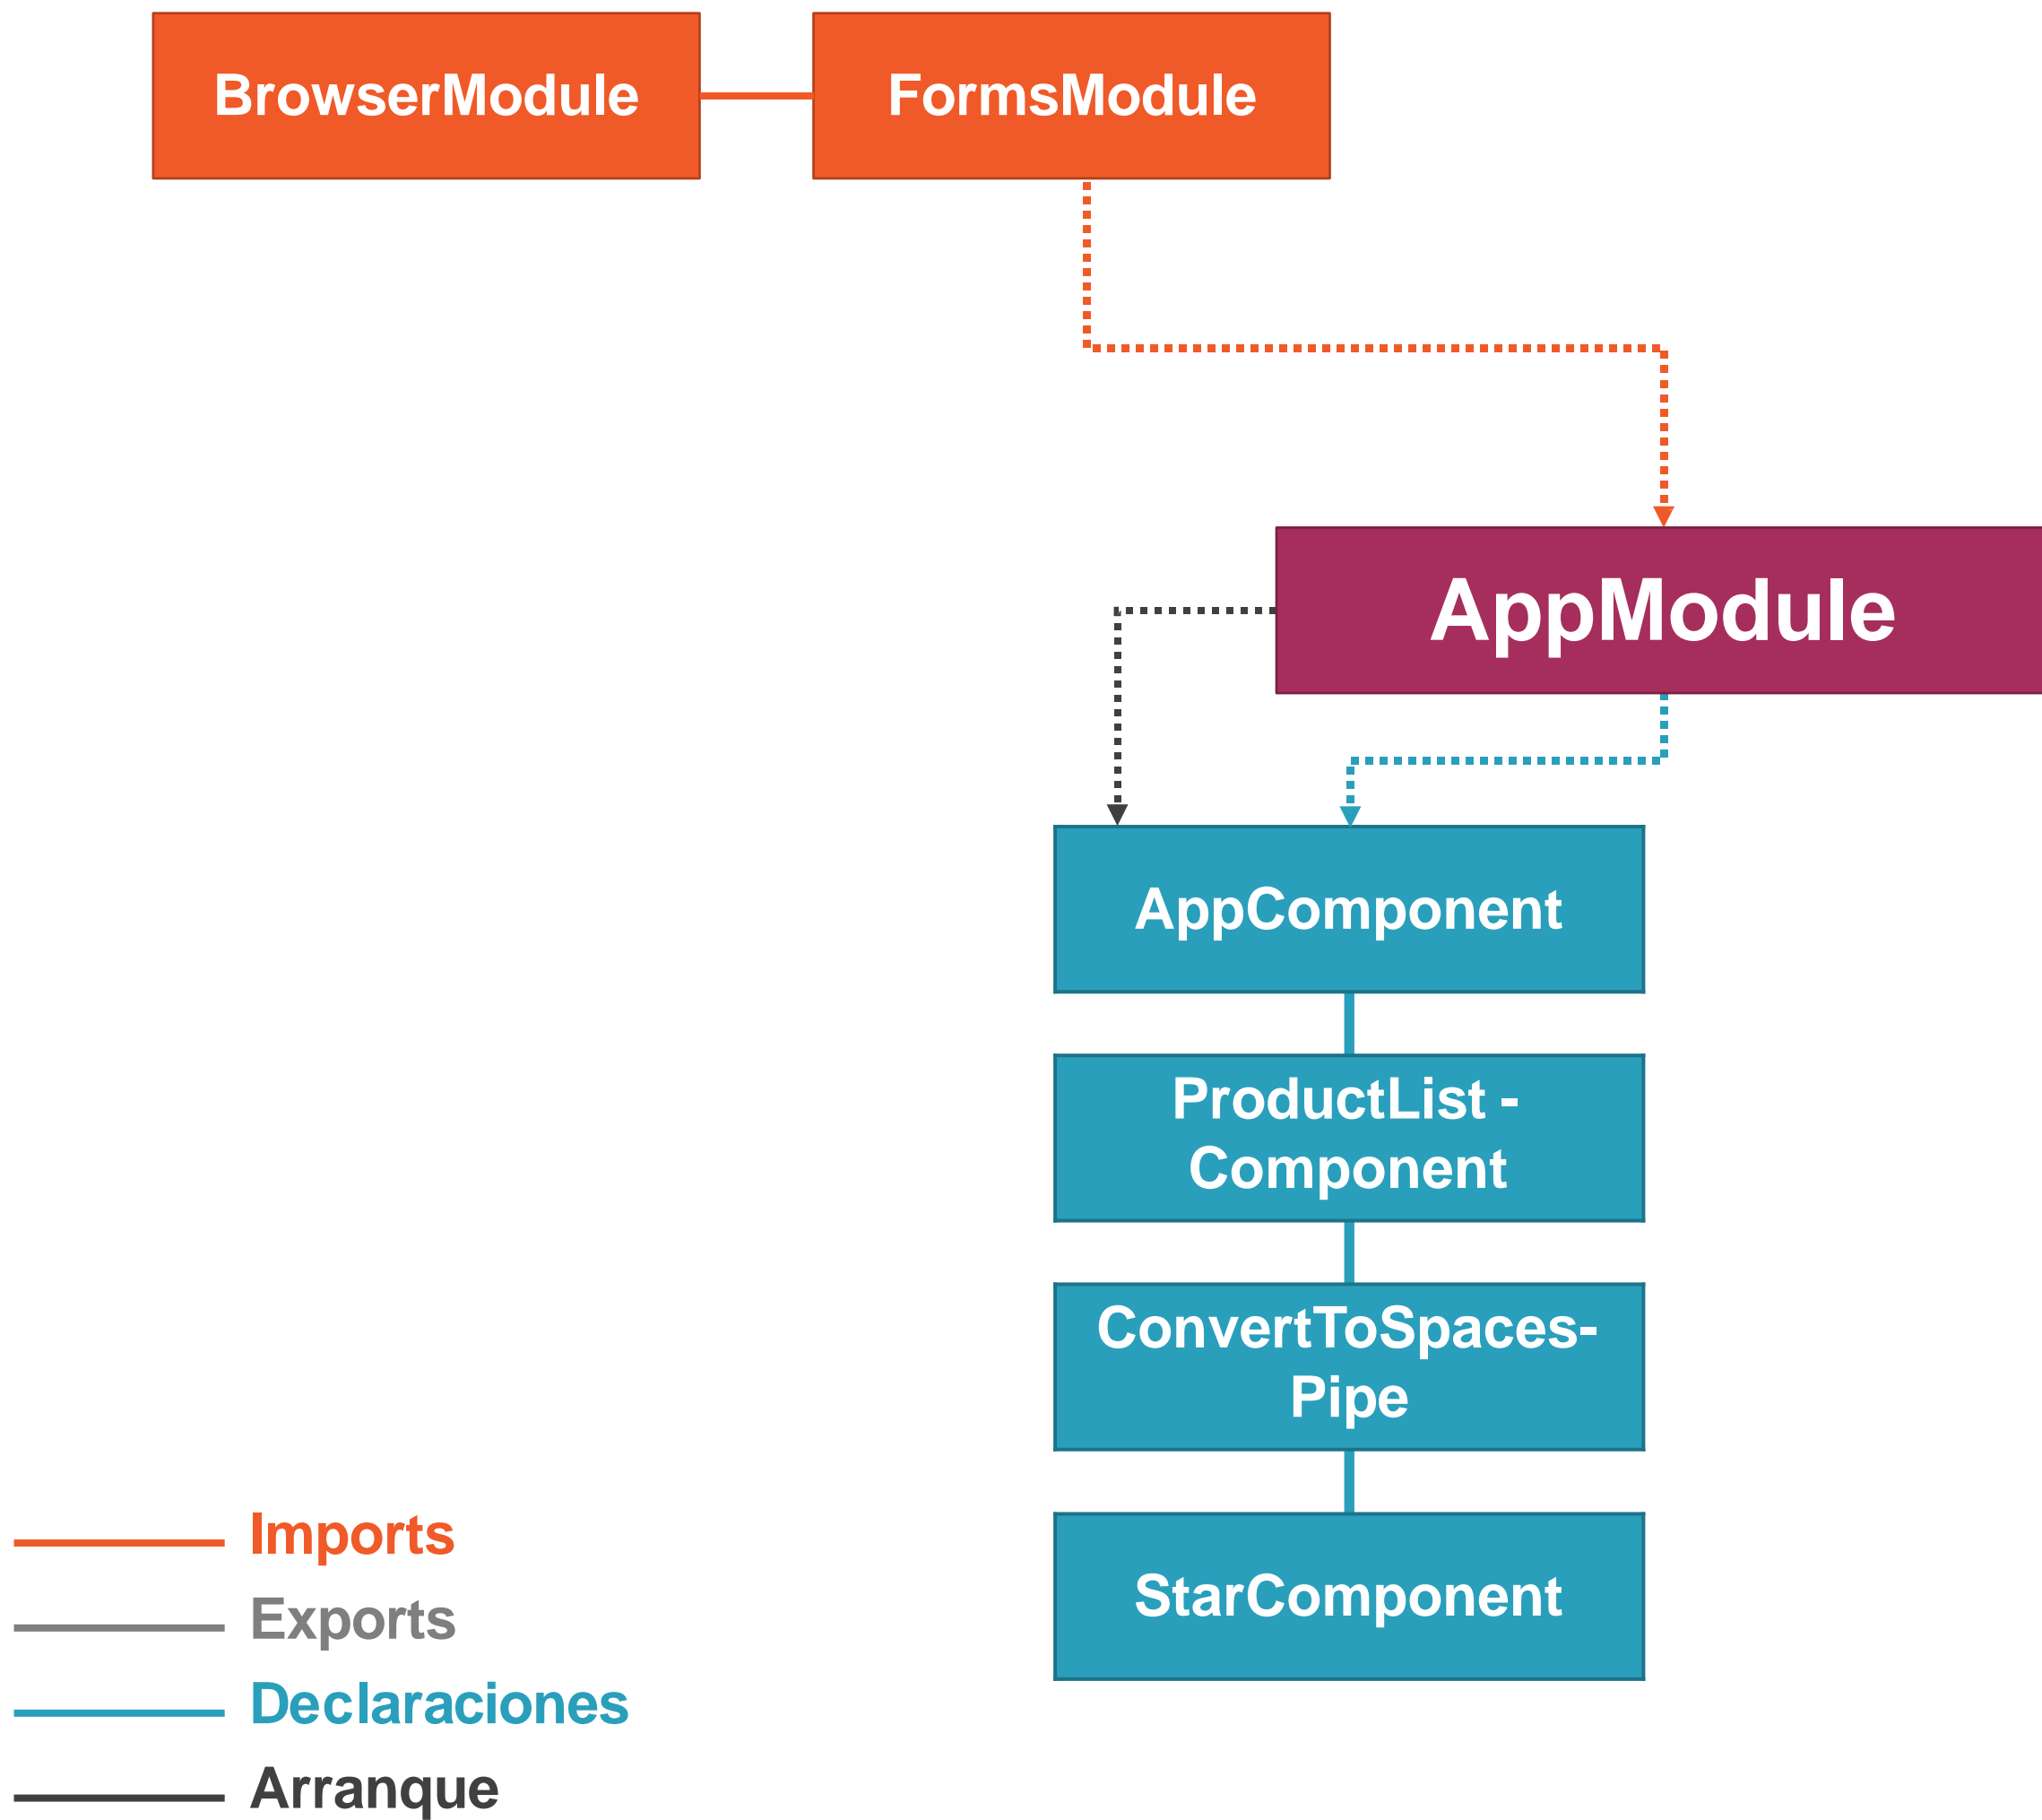 BrowserModule
FormsModule
AppModule
AppComponent
ProductList -
Component
ConvertToSpaces-
Pipe
StarComponent
Imports
Exports
Declaraciones
Arranque